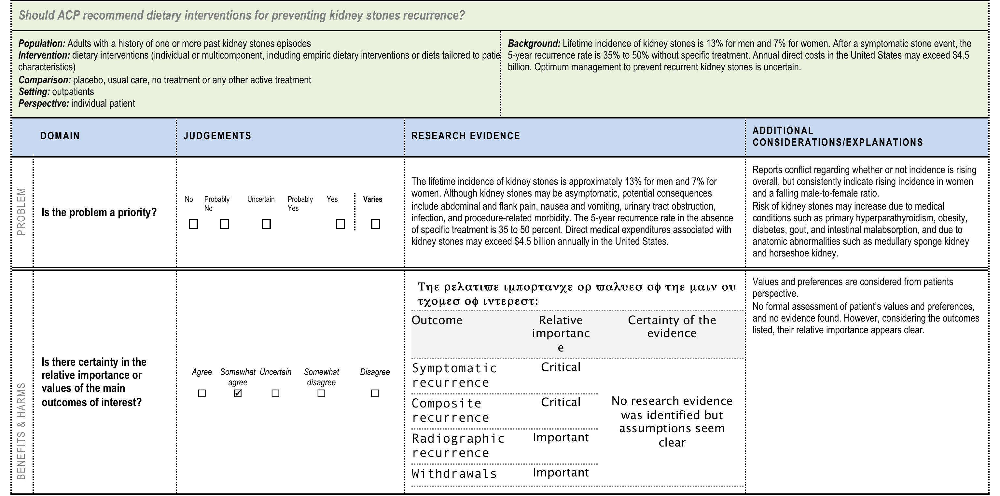 Should ACP recommend dietary interventions for preventing kidney stones recurrence?
Population: Adults with a history of one or more past kidney stones episodes
Intervention: dietary interventions (individual or multicomponent, including empiric dietary interventions or diets tailored to patie
characteristics)
Comparison: placebo, usual care, no treatment or any other active treatment
Setting: outpatients
Perspective: individual patient
Background: Lifetime incidence of kidney stones is 13% for men and 7% for women. After a symptomatic stone event, the
5-year recurrence rate is 35% to 50% without specific treatment. Annual direct costs in the United States may exceed $4.5
billion. Optimum management to prevent recurrent kidney stones is uncertain.
DOMAIN
JUDGEMENTS
RESEARCH EVIDENCE
ADDITIONAL
CONSIDERATIONS/EXPLANATIONS
PROBLEM
Is the problem a priority?
No Probably Uncertain Probably Yes Varies
No Yes
☐ ☐ ☐ ☐ ☐
The lifetime incidence of kidney stones is approximately 13% for men and 7% for
women. Although kidney stones may be asymptomatic, potential consequences
include abdominal and flank pain, nausea and vomiting, urinary tract obstruction,
infection, and procedure-related morbidity. The 5-year recurrence rate in the absence
of specific treatment is 35 to 50 percent. Direct medical expenditures associated with
kidney stones may exceed $4.5 billion annually in the United States.
Reports conflict regarding whether or not incidence is rising
overall, but consistently indicate rising incidence in women
and a falling male-to-female ratio.
Risk of kidney stones may increase due to medical
conditions such as primary hyperparathyroidism, obesity,
diabetes, gout, and intestinal malabsorption, and due to
anatomic abnormalities such as medullary sponge kidney
and horseshoe kidney.
BENEFITS & HARMS
Is there certainty in the
relative importance or
values of the main
outcomes of interest?
Agree Somewhat Uncertain Somewhat Disagree
agree disagree
☐ ☑ ☐ ☐ ☐
Τηε ρελατιϖε ιμπορτανχε ορ ϖαλυεσ οϕ τηε μαιν ου
τχομεσ οϕ ιντερεστ:
Outcome Relative Certainty of the
importanc evidence
e
Symptomatic Critical
recurrence
Composite Critical
recurrence
Radiographic Important
recurrence
Withdrawals Important
No research evidence
was identified but
assumptions seem
clear
Values and preferences are considered from patients
perspective.
No formal assessment of patient’s values and preferences,
and no evidence found. However, considering the outcomes
listed, their relative importance appears clear.